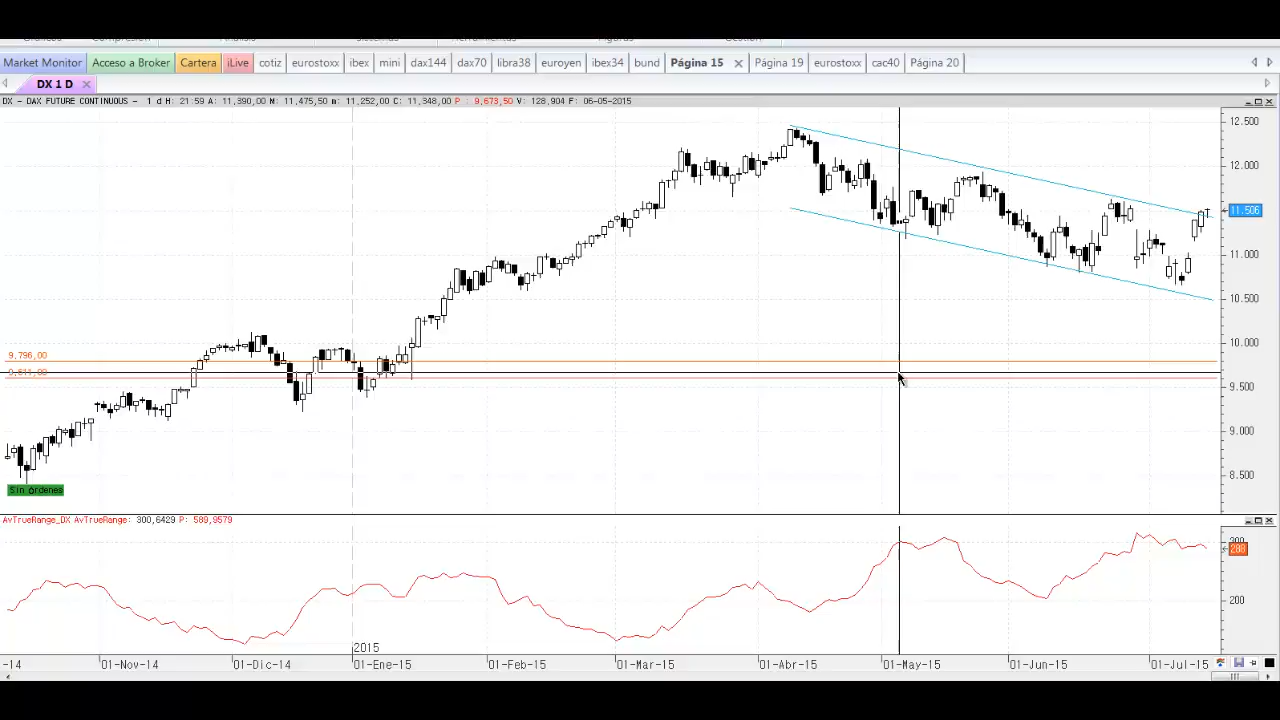 Market Monitor Acceso a Broker Cartera iLive cotiz eurostoxx ibex mini dax144 dax70 libra38 euroyen ibex34 bund Página 15 Página 19 eurostoxx cac40 Página 20
DX 1 D
DX - DAX FUTURE CONTINUOUS - 1 d H: 21:59 A: 11,390,00 M: 11,475,50 m: 11,252,00 C: 11,348,00 P : 9,673,50 V: 128,904 F: 06-05-2015
12.500
12.000
11.506
11.000
10.500
10.000
9,796,00
9.500
9.000
8.500
Sin órdenes
AvTrueRange_DX AvTrueRange: 300,6429 P: 589,9579
300
288
200
2015
-14 01-Nov-14 01-Dic-14 01-Ene-15 01-Feb-15 01-Mar-15 01-Abr-15 01-May-15 01-Jun-15 01-Jul-15